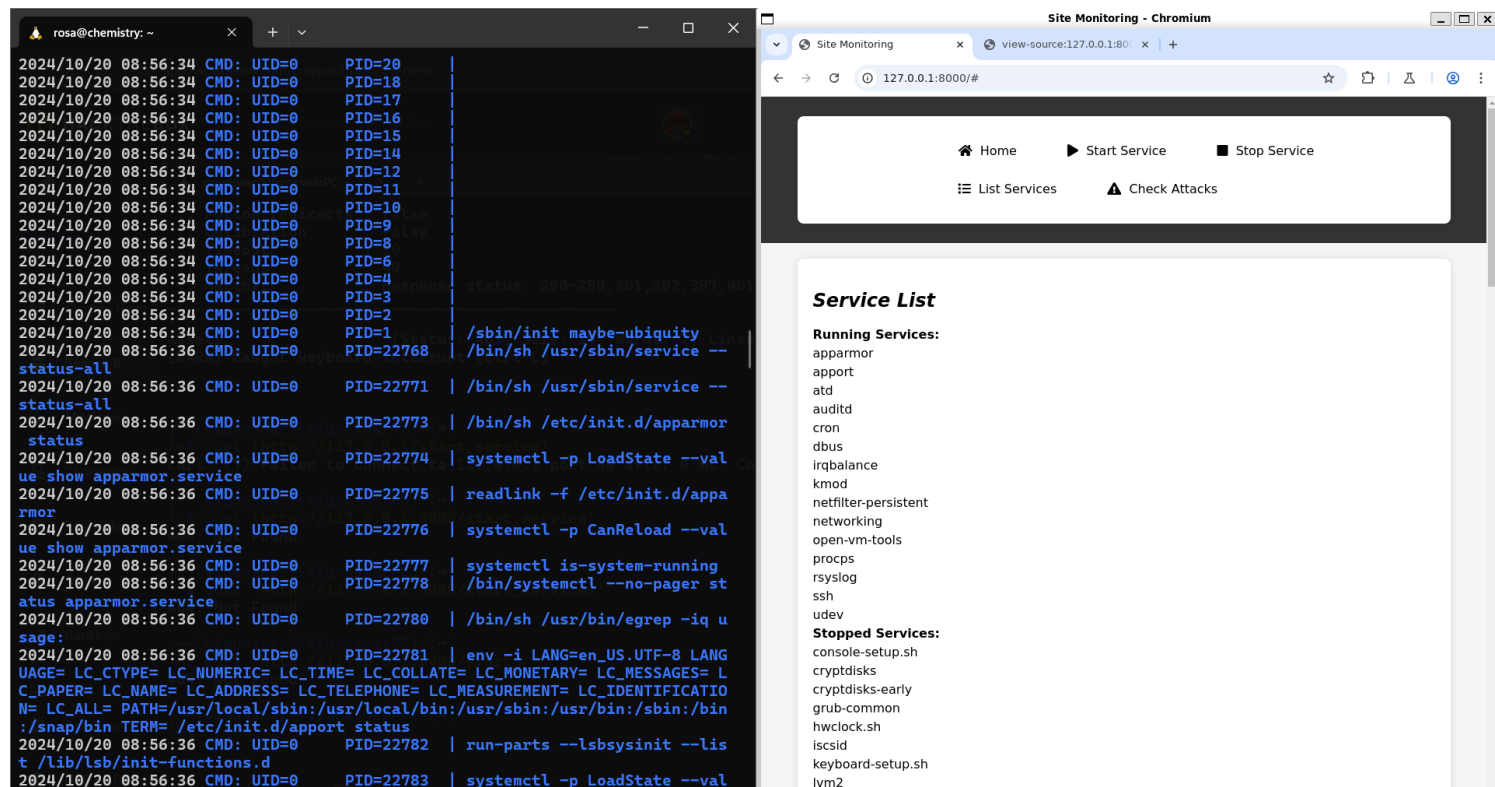 rosa@chemistry: ~
2024/10/20 08:56:34 CMD: UID=0 PID=20 |
2024/10/20 08:56:34 CMD: UID=0 PID=18 |
2024/10/20 08:56:34 CMD: UID=0 PID=17 |
2024/10/20 08:56:34 CMD: UID=0 PID=16 |
2024/10/20 08:56:34 CMD: UID=0 PID=15 |
2024/10/20 08:56:34 CMD: UID=0 PID=14 |
2024/10/20 08:56:34 CMD: UID=0 PID=12 |
2024/10/20 08:56:34 CMD: UID=0 PID=11 |
2024/10/20 08:56:34 CMD: UID=0 PID=10 |
2024/10/20 08:56:34 CMD: UID=0 PID=9 |
2024/10/20 08:56:34 CMD: UID=0 PID=8 |
2024/10/20 08:56:34 CMD: UID=0 PID=6 |
2024/10/20 08:56:34 CMD: UID=0 PID=4 |
2024/10/20 08:56:34 CMD: UID=0 PID=3 |
2024/10/20 08:56:34 CMD: UID=0 PID=2 |
2024/10/20 08:56:34 CMD: UID=0 PID=1 | /sbin/init maybe-ubiquity
2024/10/20 08:56:36 CMD: UID=0 PID=22768 | /bin/sh /usr/sbin/service --
status-all
2024/10/20 08:56:36 CMD: UID=0 PID=22771 | /bin/sh /usr/sbin/service --
status-all
2024/10/20 08:56:36 CMD: UID=0 PID=22773 | /bin/sh /etc/init.d/apparmor
status
2024/10/20 08:56:36 CMD: UID=0 PID=22774 | systemctl -p LoadState --val
ue show apparmor.service
2024/10/20 08:56:36 CMD: UID=0 PID=22775 | readlink -f /etc/init.d/appa
rmor
2024/10/20 08:56:36 CMD: UID=0 PID=22776 | systemctl -p CanReload --val
ue show apparmor.service
2024/10/20 08:56:36 CMD: UID=0 PID=22777 | systemctl is-system-running
2024/10/20 08:56:36 CMD: UID=0 PID=22778 | /bin/systemctl --no-pager st
atus apparmor.service
2024/10/20 08:56:36 CMD: UID=0 PID=22780 | /bin/sh /usr/bin/egrep -iq u
sage:
2024/10/20 08:56:36 CMD: UID=0 PID=22781 | env -i LANG=en_US.UTF-8 LANG
UAGE= LC_CTYPE= LC_NUMERIC= LC_TIME= LC_COLLATE= LC_MONETARY= LC_MESSAGES= L
C_PAPER= LC_NAME= LC_ADDRESS= LC_TELEPHONE= LC_MEASUREMENT= LC_IDENTIFICATIO
N= LC_ALL= PATH=/usr/local/sbin:/usr/local/bin:/usr/sbin:/usr/bin:/sbin:/bin
:/snap/bin TERM= /etc/init.d/apport status
2024/10/20 08:56:36 CMD: UID=0 PID=22782 | run-parts --lsbsysinit --lis
t /lib/lsb/init-functions.d
2024/10/20 08:56:36 CMD: UID=0 PID=22783 | systemctl -p LoadState --val
Site Monitoring - Chromium
Site Monitoring
view-source:127.0.0.1:80
127.0.0.1:8000/#
Home
Start Service
Stop Service
List Services
Check Attacks
Service List
Running Services:
apparmor
apport
atd
auditd
cron
dbus
irqbalance
kmod
netfilter-persistent
networking
open-vm-tools
procps
rsyslog
ssh
udev
Stopped Services:
console-setup.sh
cryptdisks
cryptdisks-early
grub-common
hwclock.sh
iscsid
keyboard-setup.sh
lvm2